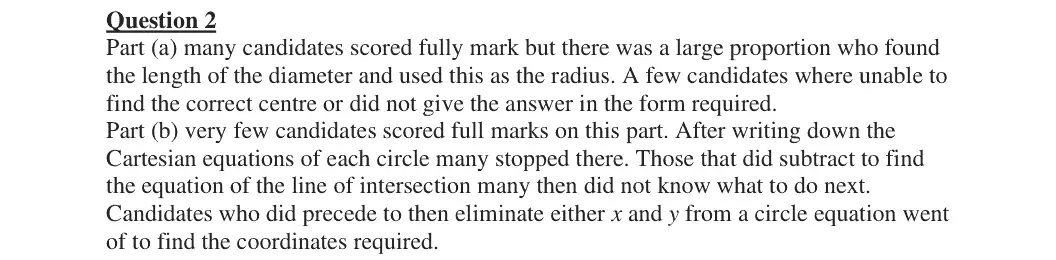 Question 2
Part (a) many candidates scored fully mark but there was a large proportion who found
the length of the diameter and used this as the radius. A few candidates where unable to
find the correct centre or did not give the answer in the form required.
Part (b) very few candidates scored full marks on this part. After writing down the
Cartesian equations of each circle many stopped there. Those that did subtract to find
the equation of the line of intersection many then did not know what to do next.
Candidates who did precede to then eliminate either x and y from a circle equation went
of to find the coordinates required.